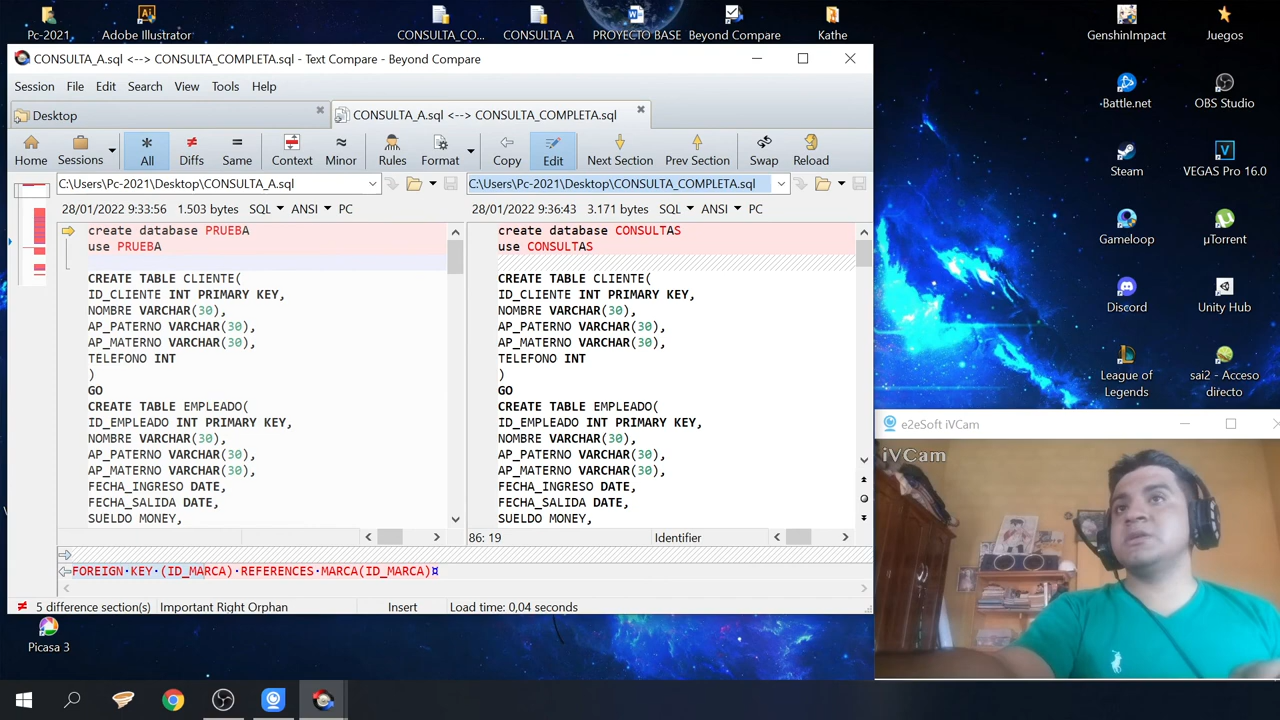 Pc-2021
Adobe Illustrator
CONSULTA_CO...
CONSULTA_A
PROYECTO BASE
Beyond Compare
Kathe
GenshinImpact
Juegos
CONSULTA_A.sql <--> CONSULTA_COMPLETA.sql - Text Compare - Beyond Compare
Session File Edit Search View Tools Help
Desktop
CONSULTA_A.sql <--> CONSULTA_COMPLETA.sql
Home Sessions All Diffs Same Context Minor Rules Format Copy Edit Next Section Prev Section Swap Reload
C:\Users\Pc-2021\Desktop\CONSULTA_A.sql
C:\Users\Pc-2021\Desktop\CONSULTA_COMPLETA.sql
28/01/2022 9:33:56 1.503 bytes SQL ANSI PC
28/01/2022 9:36:43 3.171 bytes SQL ANSI PC
create database PRUEBA
use PRUEBA
CREATE TABLE CLIENTE(
ID_CLIENTE INT PRIMARY KEY,
NOMBRE VARCHAR(30),
AP_PATERNO VARCHAR(30),
AP_MATERNO VARCHAR(30),
TELEFONO INT
)
GO
CREATE TABLE EMPLEADO(
ID_EMPLEADO INT PRIMARY KEY,
NOMBRE VARCHAR(30),
AP_PATERNO VARCHAR(30),
AP_MATERNO VARCHAR(30),
FECHA_INGRESO DATE,
FECHA_SALIDA DATE,
SUELDO MONEY,
create database CONSULTAS
use CONSULTAS
CREATE TABLE CLIENTE(
ID_CLIENTE INT PRIMARY KEY,
NOMBRE VARCHAR(30),
AP_PATERNO VARCHAR(30),
AP_MATERNO VARCHAR(30),
TELEFONO INT
)
GO
CREATE TABLE EMPLEADO(
ID_EMPLEADO INT PRIMARY KEY,
NOMBRE VARCHAR(30),
AP_PATERNO VARCHAR(30),
AP_MATERNO VARCHAR(30),
FECHA_INGRESO DATE,
FECHA_SALIDA DATE,
SUELDO MONEY,
86: 19 Identifier
FOREIGN·KEY·(ID_MARCA)·REFERENCES·MARCA(ID_MARCA)¤
5 difference section(s) Important Right Orphan Insert Load time: 0,04 seconds
Battle.net
OBS Studio
Steam
VEGAS Pro 16.0
Gameloop
µTorrent
Discord
Unity Hub
League of
Legends
sai2 - Acceso
directo
e2eSoft iVCam
iVCam
Picasa 3